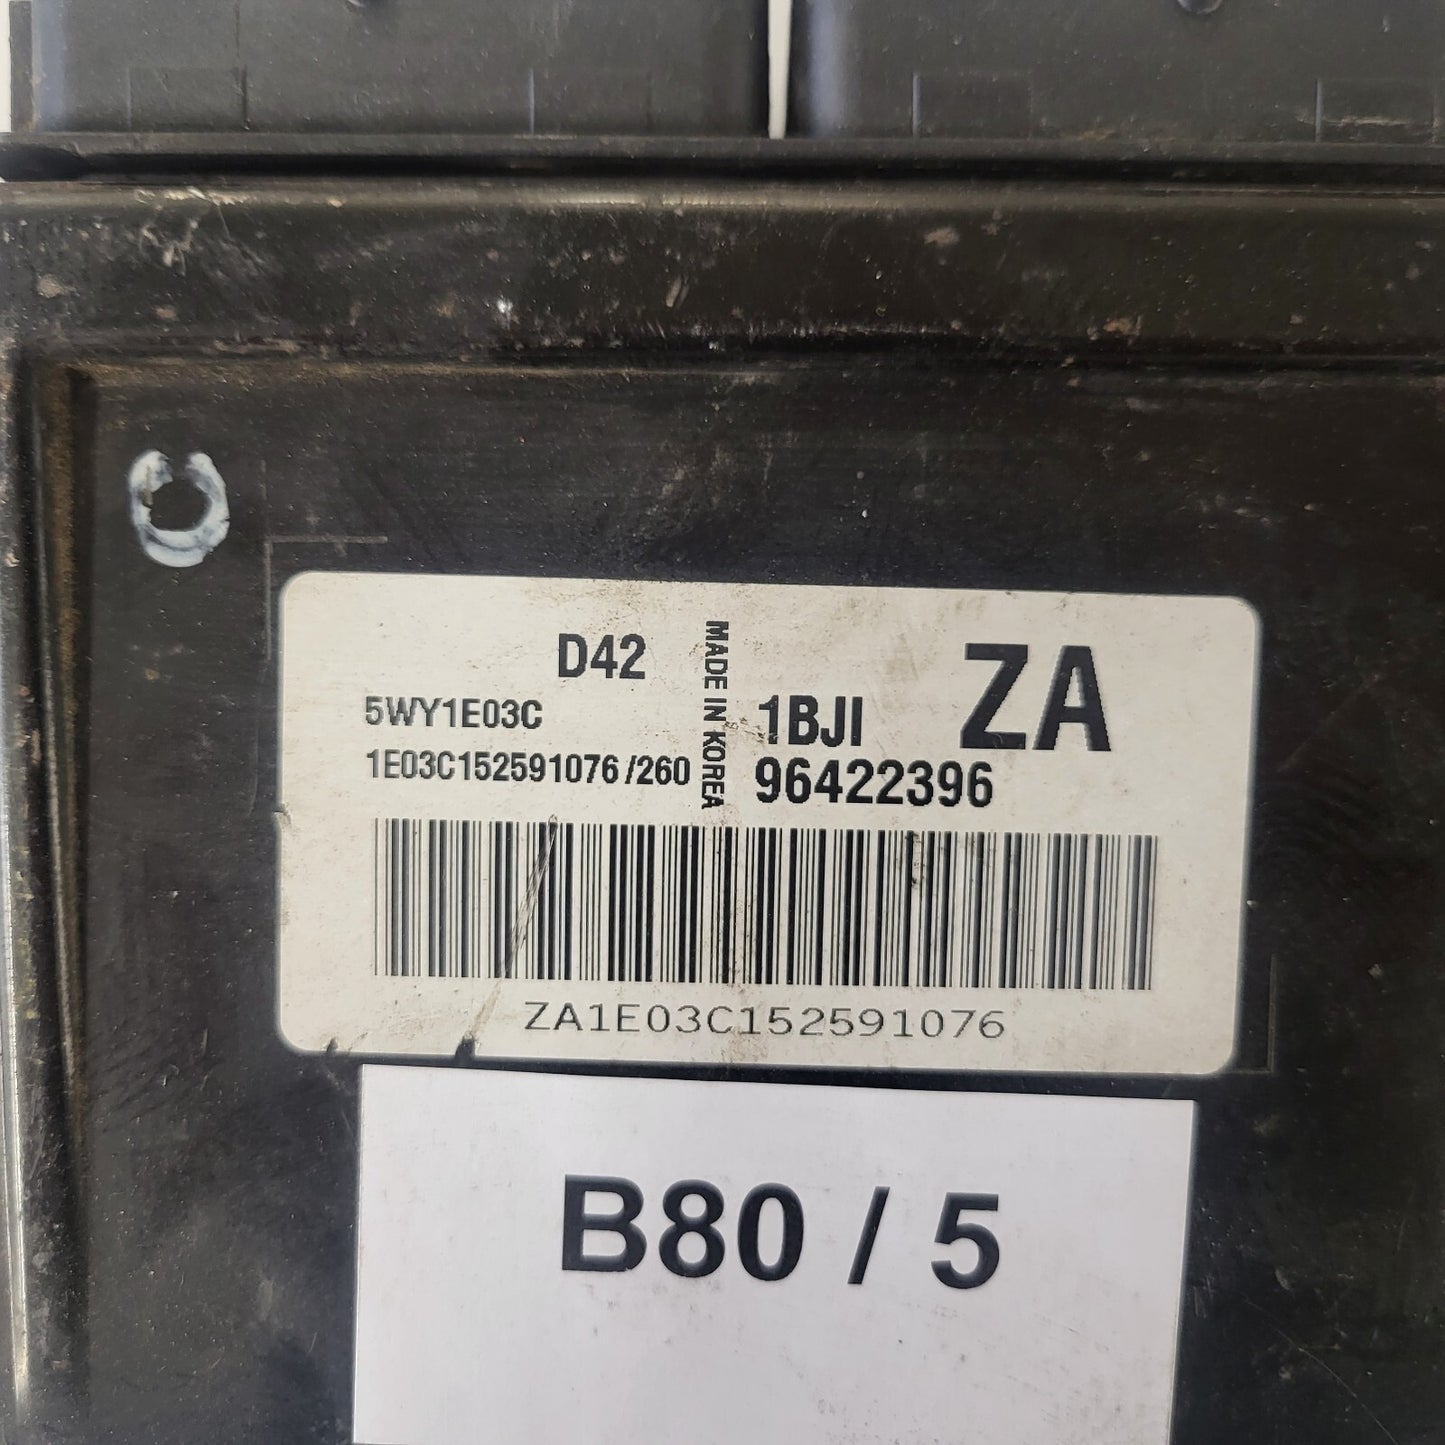 D42
5WY1E03C
1E03C152591076 /260
MADE IN KOREA
1BJI
ZA
96422396
ZA1E03C152591076
B80 / 5